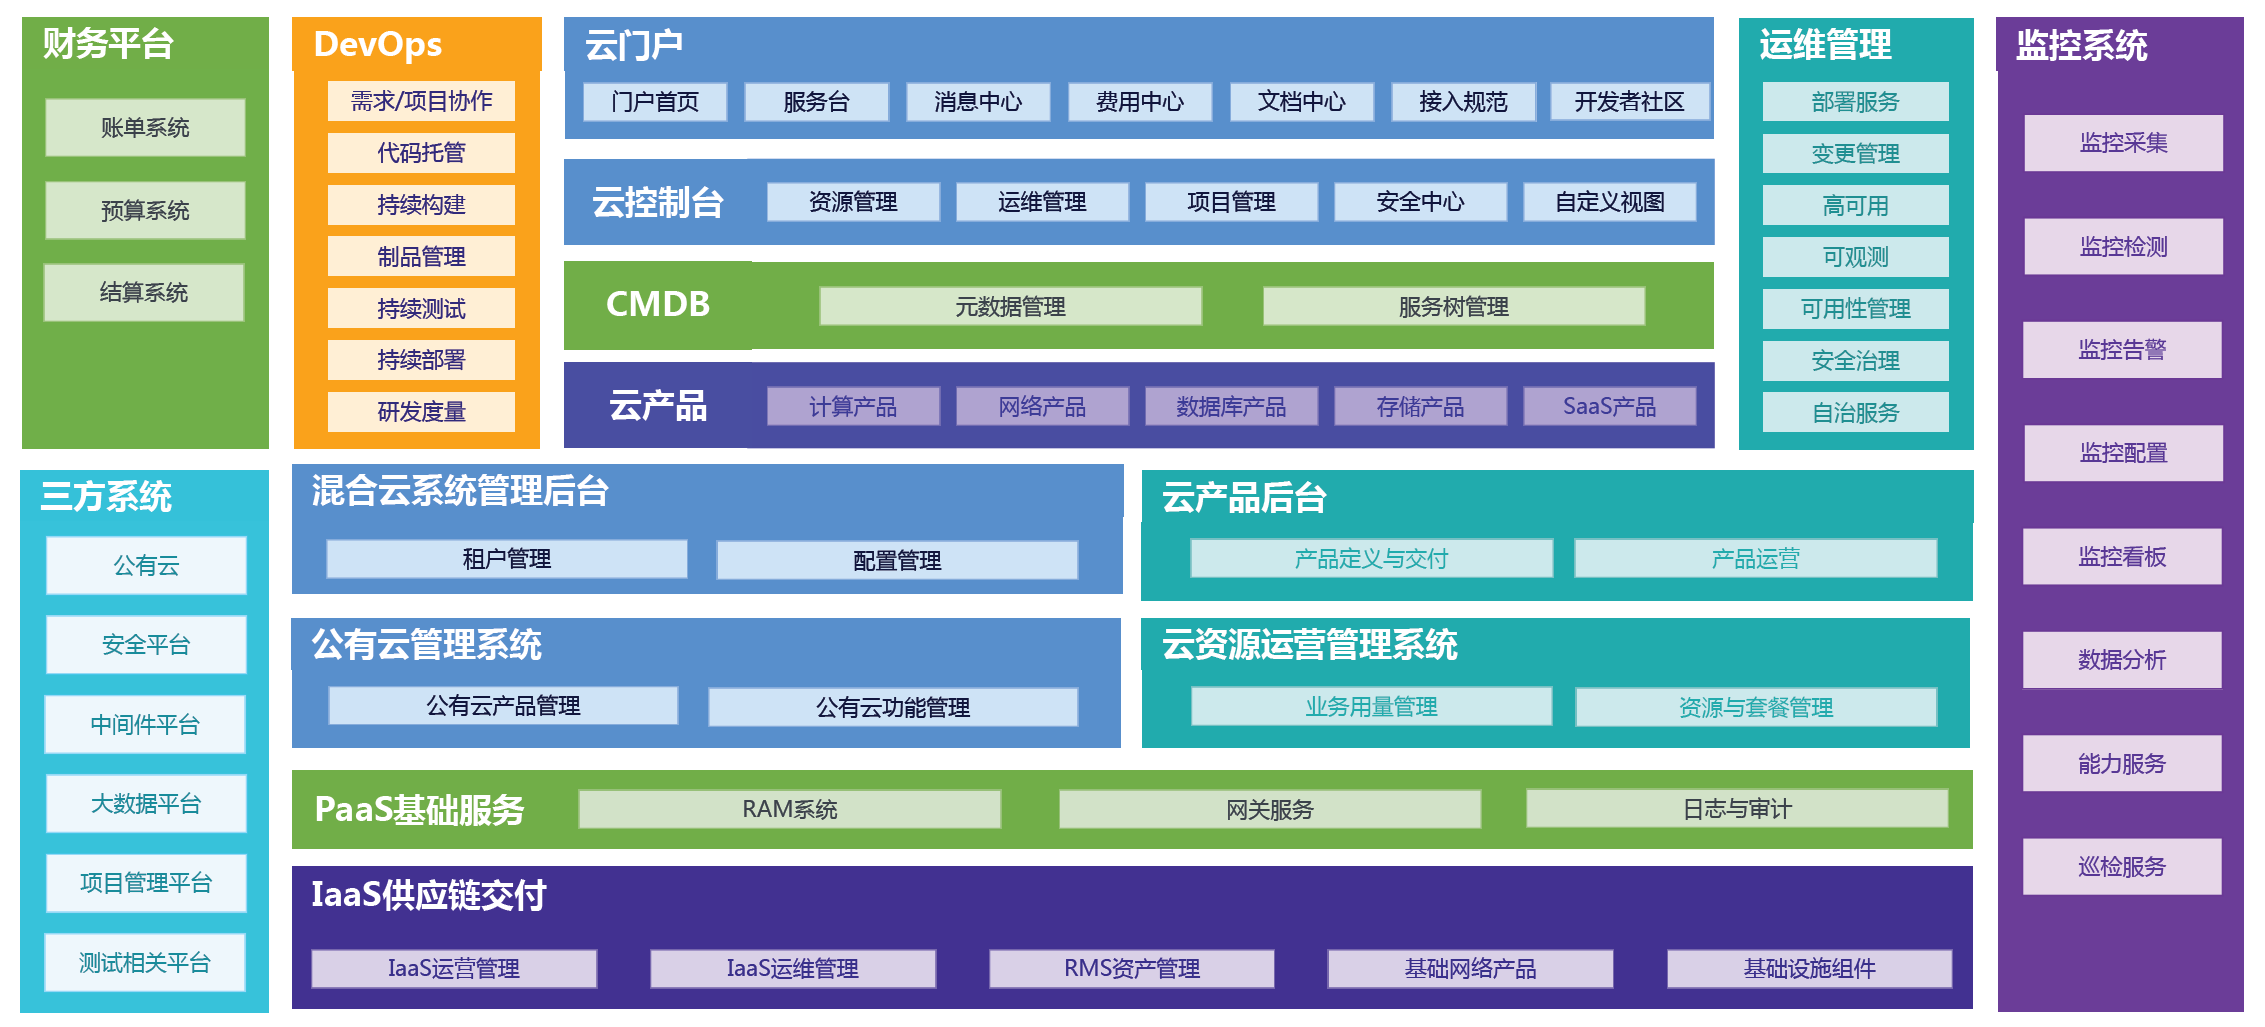 财务平台
账单系统
预算系统
结算系统
DevOps
需求/项目协作
代码托管
持续构建
制品管理
持续测试
持续部署
研发度量
云门户
门户首页
服务台
消息中心
费用中心
文档中心
接入规范
开发者社区
云控制台
资源管理
运维管理
项目管理
安全中心
自定义视图
CMDB
元数据管理
服务树管理
云产品
计算产品
网络产品
数据库产品
存储产品
SaaS产品
运维管理
部署服务
变更管理
高可用
可观测
可用性管理
安全治理
自治服务
监控系统
监控采集
监控检测
监控告警
监控配置
监控看板
数据分析
能力服务
巡检服务
三方系统
公有云
安全平台
中间件平台
大数据平台
项目管理平台
测试相关平台
混合云系统管理后台
租户管理
配置管理
云产品后台
产品定义与交付
产品运营
公有云管理系统
公有云产品管理
公有云功能管理
云资源运营管理系统
业务用量管理
资源与套餐管理
PaaS基础服务
RAM系统
网关服务
日志与审计
IaaS供应链交付
IaaS运营管理
IaaS运维管理
RMS资产管理
基础网络产品
基础设施组件